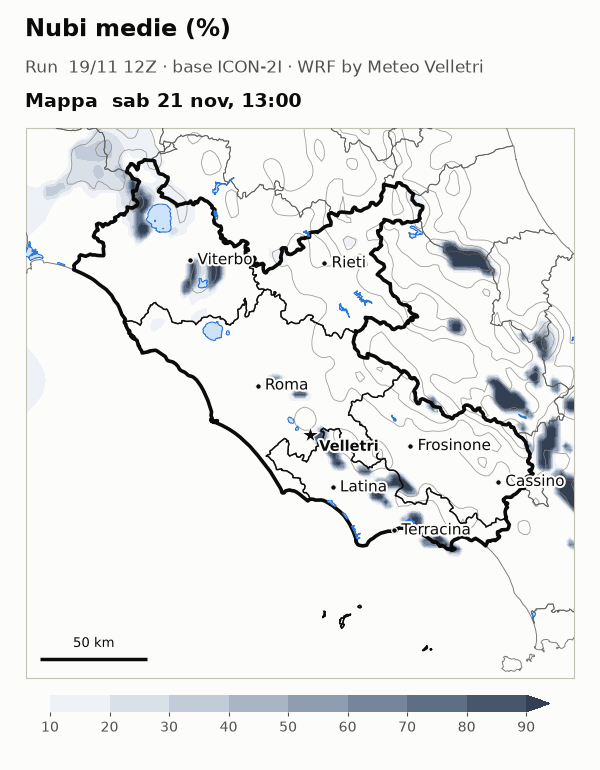 Nubi medie (%)
Run 19/11 12Z · base ICON-2I · WRF by Meteo Velletri
Mappa sab 21 nov, 13:00
Viterbo
Rieti
Roma
Velletri
Frosinone
Latina
Cassino
Terracina
50 km
10 20 30 40 50 60 70 80 90